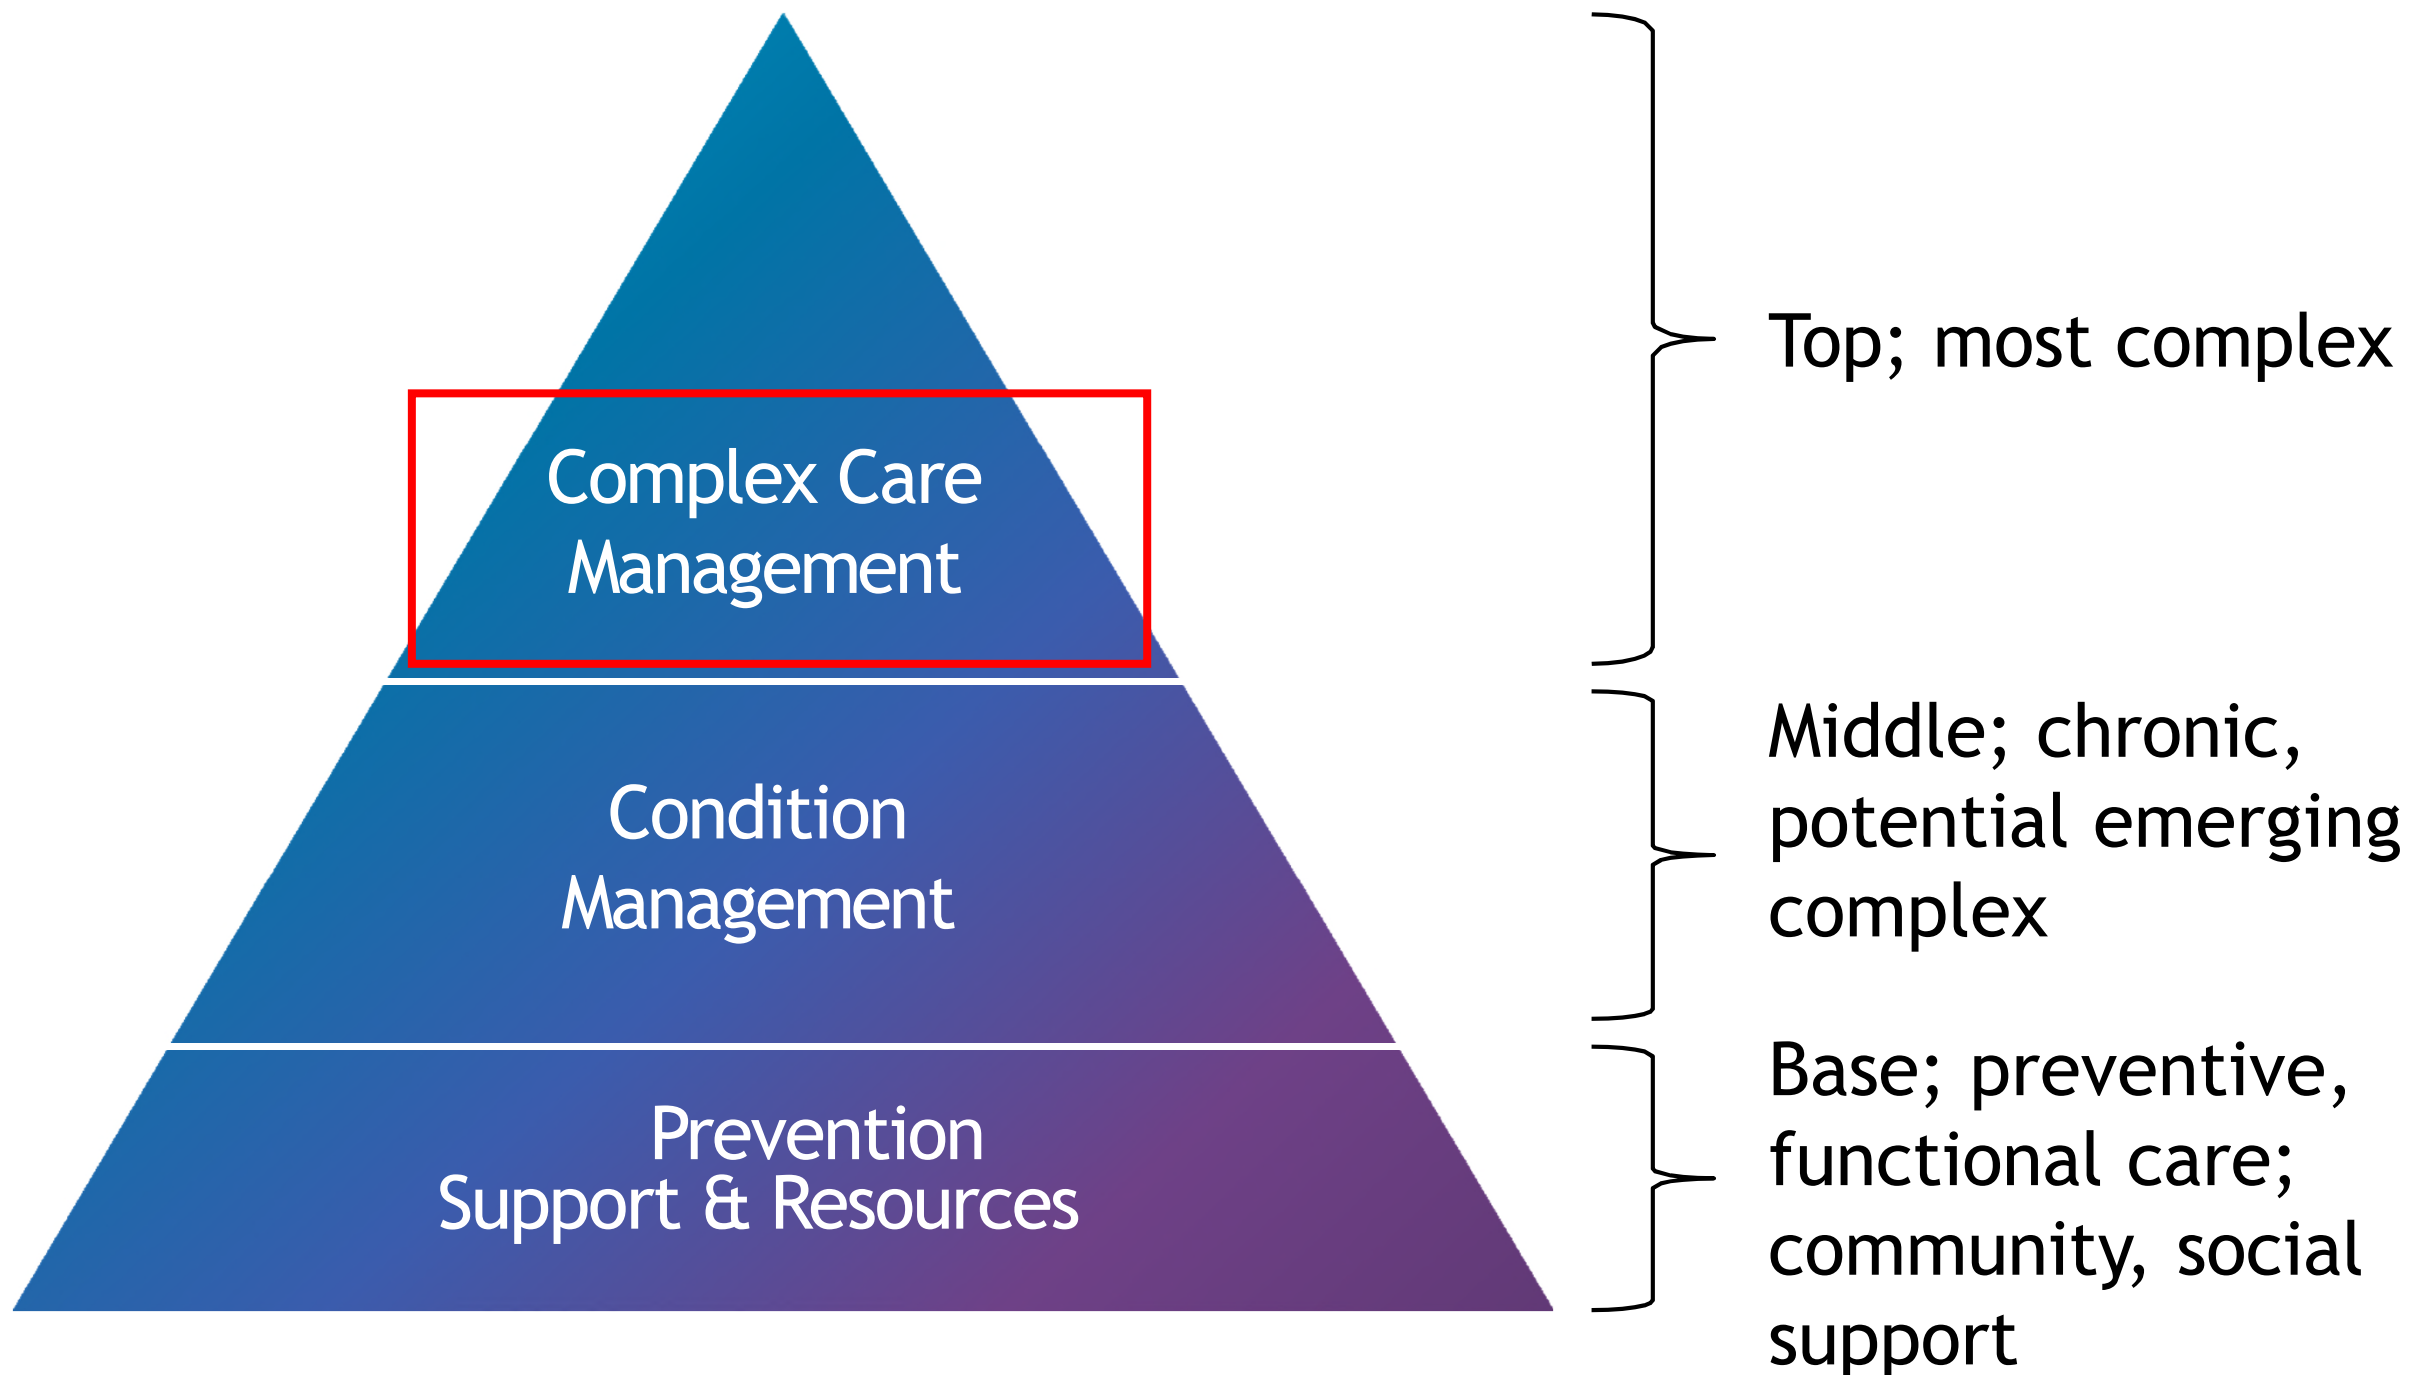 Complex Care
Management
Top; most complex
Condition
Management
Middle; chronic,
potential emerging
complex
Prevention
Support & Resources
Base; preventive,
functional care;
community, social
support